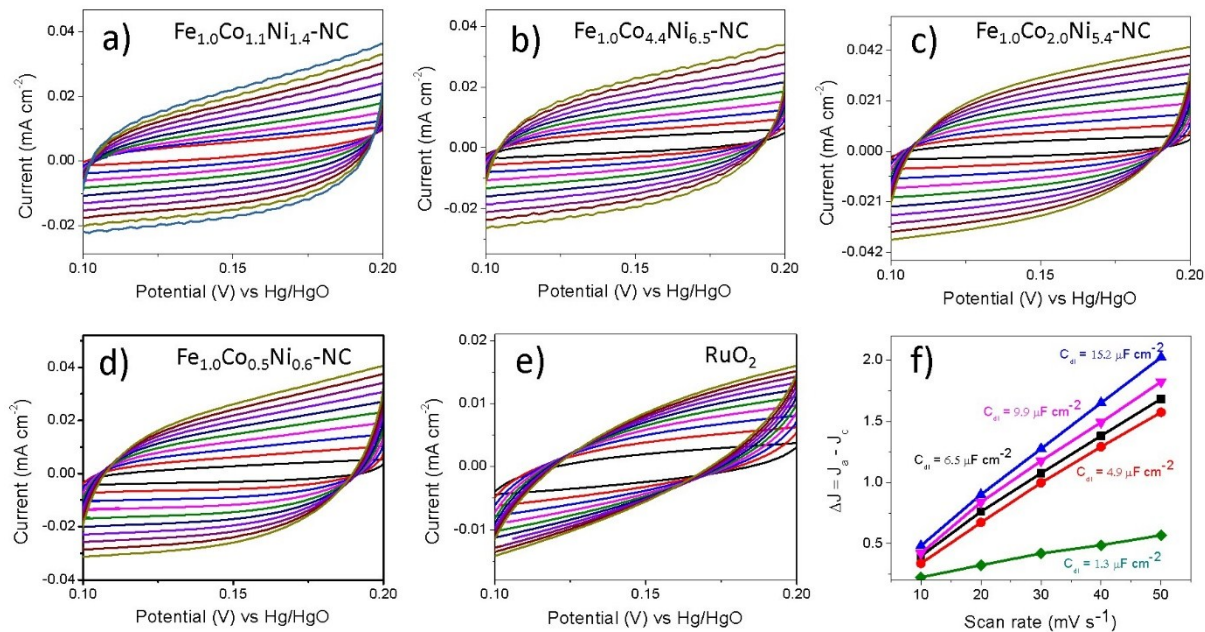 a)
Fe₁.₀Co₁.₁Ni₁.₄-NC
0.04
0.02
0.00
-0.02
Current (mA cm⁻²)
0.10
0.15
0.20
Potential (V) vs Hg/HgO
b)
Fe₁.₀Co₄.₄Ni₆.₅-NC
0.04
0.02
0.00
-0.02
Current (mA cm⁻²)
0.10
0.15
0.20
Potential (V) vs Hg/HgO
c)
Fe₁.₀Co₂.₀Ni₅.₄-NC
0.042
0.021
0.000
-0.021
-0.042
Current (mA cm⁻²)
0.10
0.15
0.20
Potential (V) vs Hg/HgO
d)
Fe₁.₀Co₀.₅Ni₀.₆-NC
0.04
0.02
0.00
-0.02
-0.04
Current (mA cm⁻²)
0.10
0.15
0.20
Potential (V) vs Hg/HgO
e)
RuO₂
0.02
0.01
0.00
-0.01
Current (mA cm⁻²)
0.10
0.15
0.20
Potential (V) vs Hg/HgO
f)
C_dl = 15.2 μF cm⁻²
C_dl = 9.9 μF cm⁻²
C_dl = 6.5 μF cm⁻²
C_dl = 4.9 μF cm⁻²
C_dl = 1.3 μF cm⁻²
2.0
1.5
1.0
0.5
ΔJ = J_a - J_c
10
20
30
40
50
Scan rate (mV s⁻¹)